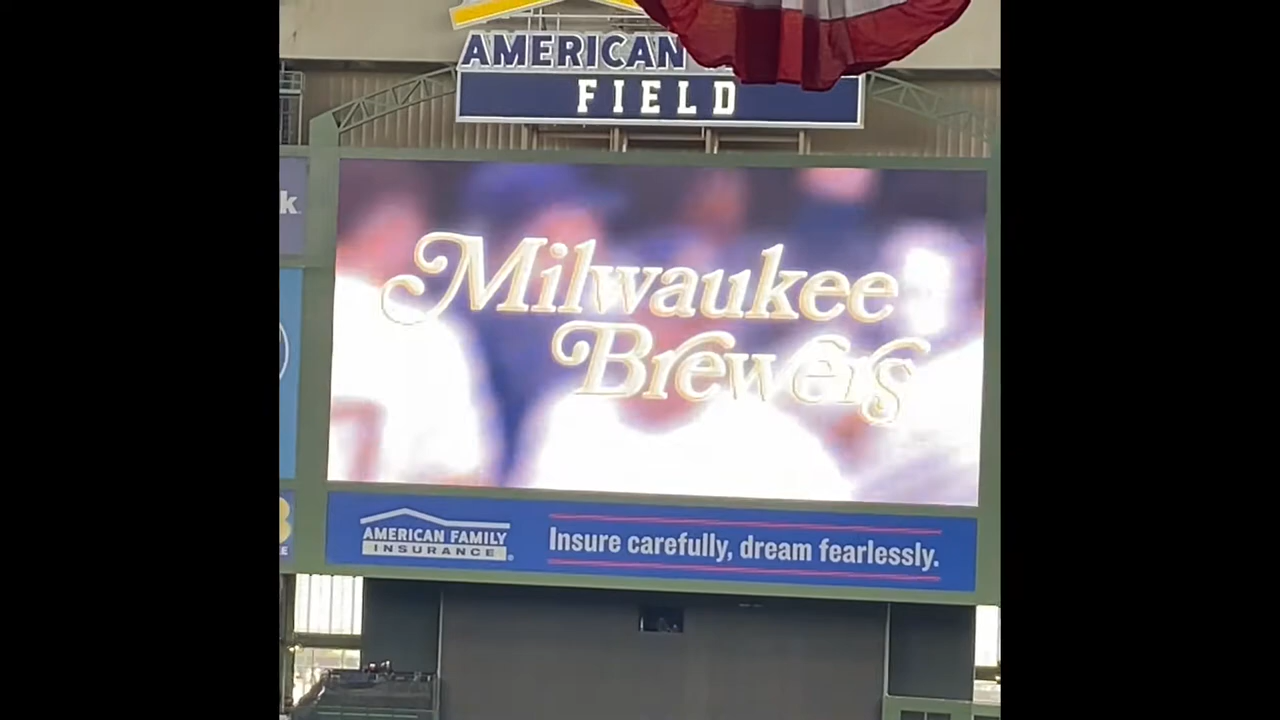 AMERICAN
FIELD
k
Milwaukee
Brewers
AMERICAN FAMILY
INSURANCE
Insure carefully, dream fearlessly.